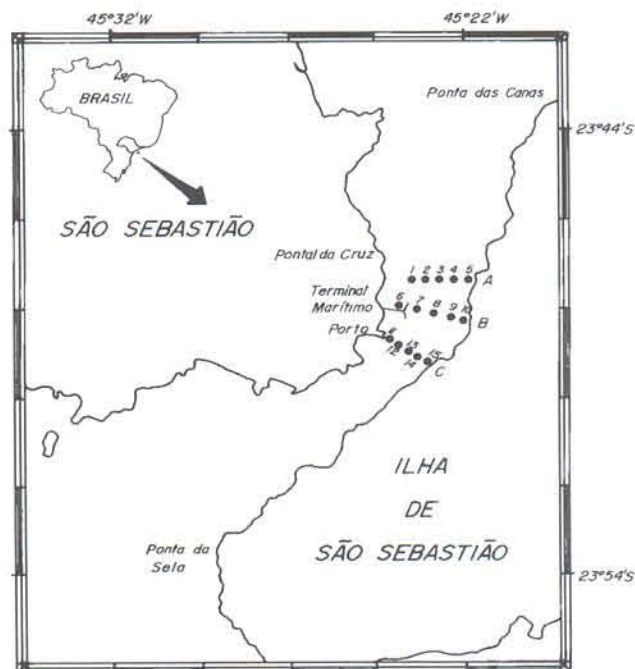 45°32'W
45°22'W
BRASIL
Ponta das Canas
23°44'S
SÃO SEBASTIÃO
Pontal da Cruz
1 2 3 4 5
A
Terminal
Marítimo
6 7 8 9 10
B
Porto
12 13 14 15
C
ILHA
DE
SÃO SEBASTIÃO
Ponta da
Sela
23°54'S